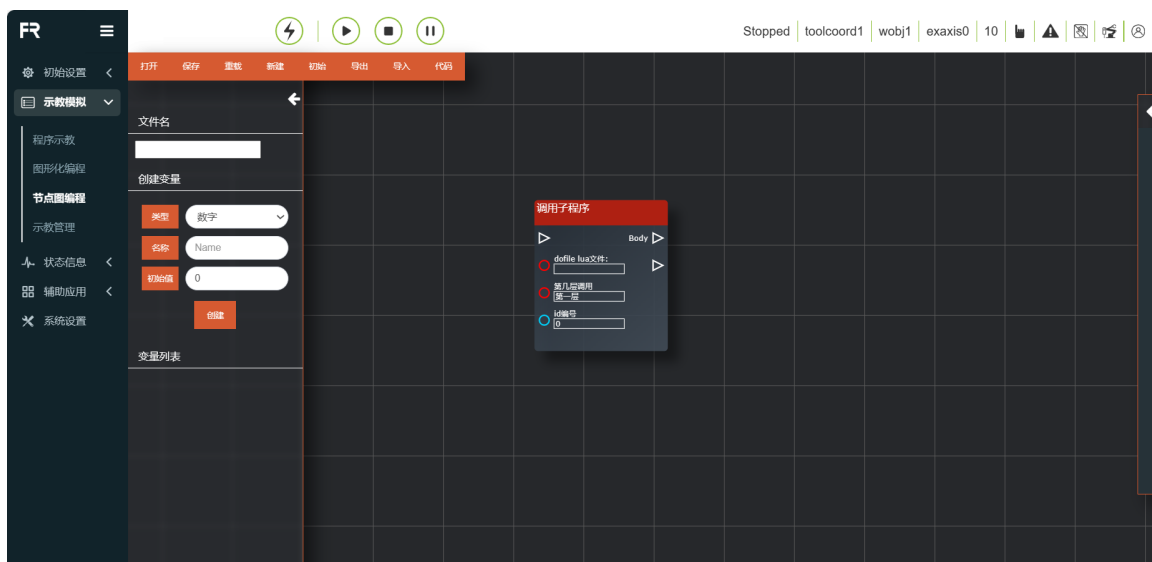 FR
Stopped toolcoord1 wobj1 exaxis0 10
初始设置
示教模拟
程序示教
图形化编程
节点图编程
示教管理
状态信息
辅助应用
系统设置
打开 保存 重载 新建 初始 导出 导入 代码
文件名
创建变量
类型 数字
名称 Name
初始值 0
创建
变量列表
调用子程序
Body
dofile lua文件:
第几层调用
第一层
id编号
0